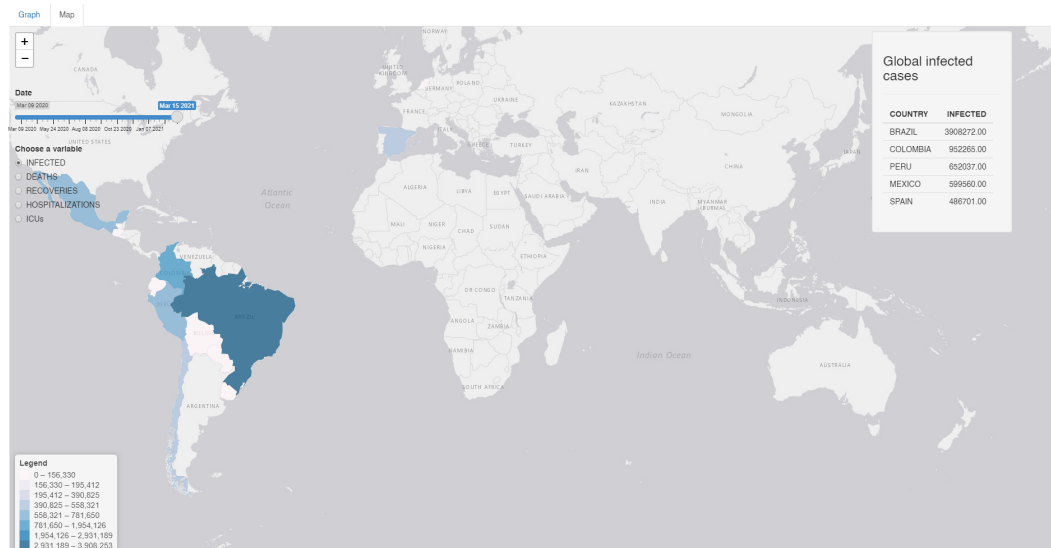 Graph Map
+
−
Date
Mar 09 2020
Mar 15 2021
Mar 09 2020 May 24 2020 Aug 08 2020 Oct 23 2020 Jan 07 2021
Choose a variable
INFECTED
DEATHS
RECOVERIES
HOSPITALIZATIONS
ICUs
Global infected
cases
COUNTRY INFECTED
BRAZIL 3908272.00
COLOMBIA 952265.00
PERU 652037.00
MEXICO 599560.00
SPAIN 486701.00
NORWAY
CANADA
UNITED
KINGDOM
POLAND
GERMANY
UKRAINE
FRANCE
KAZAKHSTAN
MONGOLIA
ITALY
UNITED STATES
GREECE
TURKEY
JAPAN
CHINA
IRAN
Atlantic
Ocean
ALGERIA
LIBYA
EGYPT
SAUDI ARABIA
INDIA
MYANMAR
(BURMA)
MALI
NIGER
CHAD
SUDAN
NIGERIA
ETHIOPIA
VENEZUELA
DR CONGO
TANZANIA
INDONESIA
BRAZIL
ANGOLA
ZAMBIA
NAMIBIA
Indian Ocean
AUSTRALIA
SOUTH AFRICA
ARGENTINA
Legend
0 – 156,330
156,330 – 195,412
195,412 – 390,825
390,825 – 558,321
558,321 – 781,650
781,650 – 1,954,126
1,954,126 – 2,931,189
2,931,189 – 3,908,253